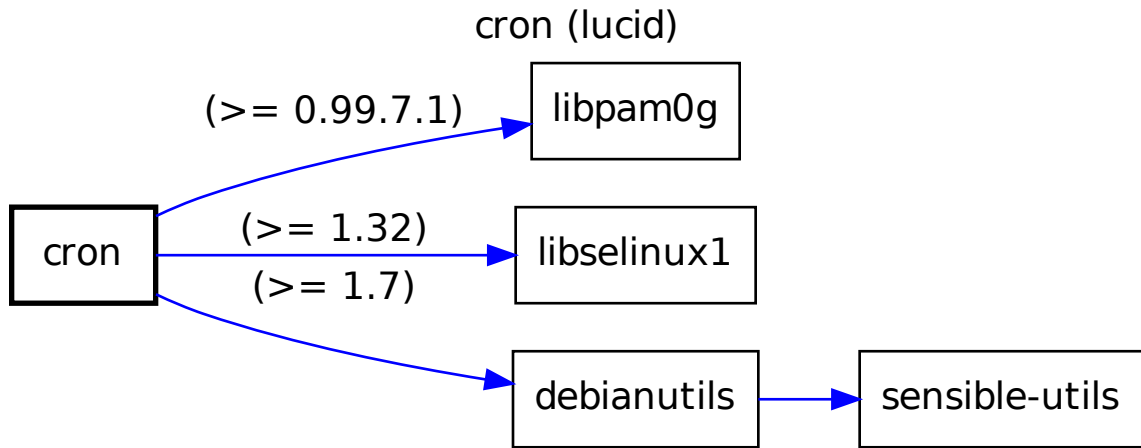 cron (lucid)
(>= 0.99.7.1)
libpam0g
cron
(>= 1.32)
libselinux1
(>= 1.7)
debianutils
sensible-utils